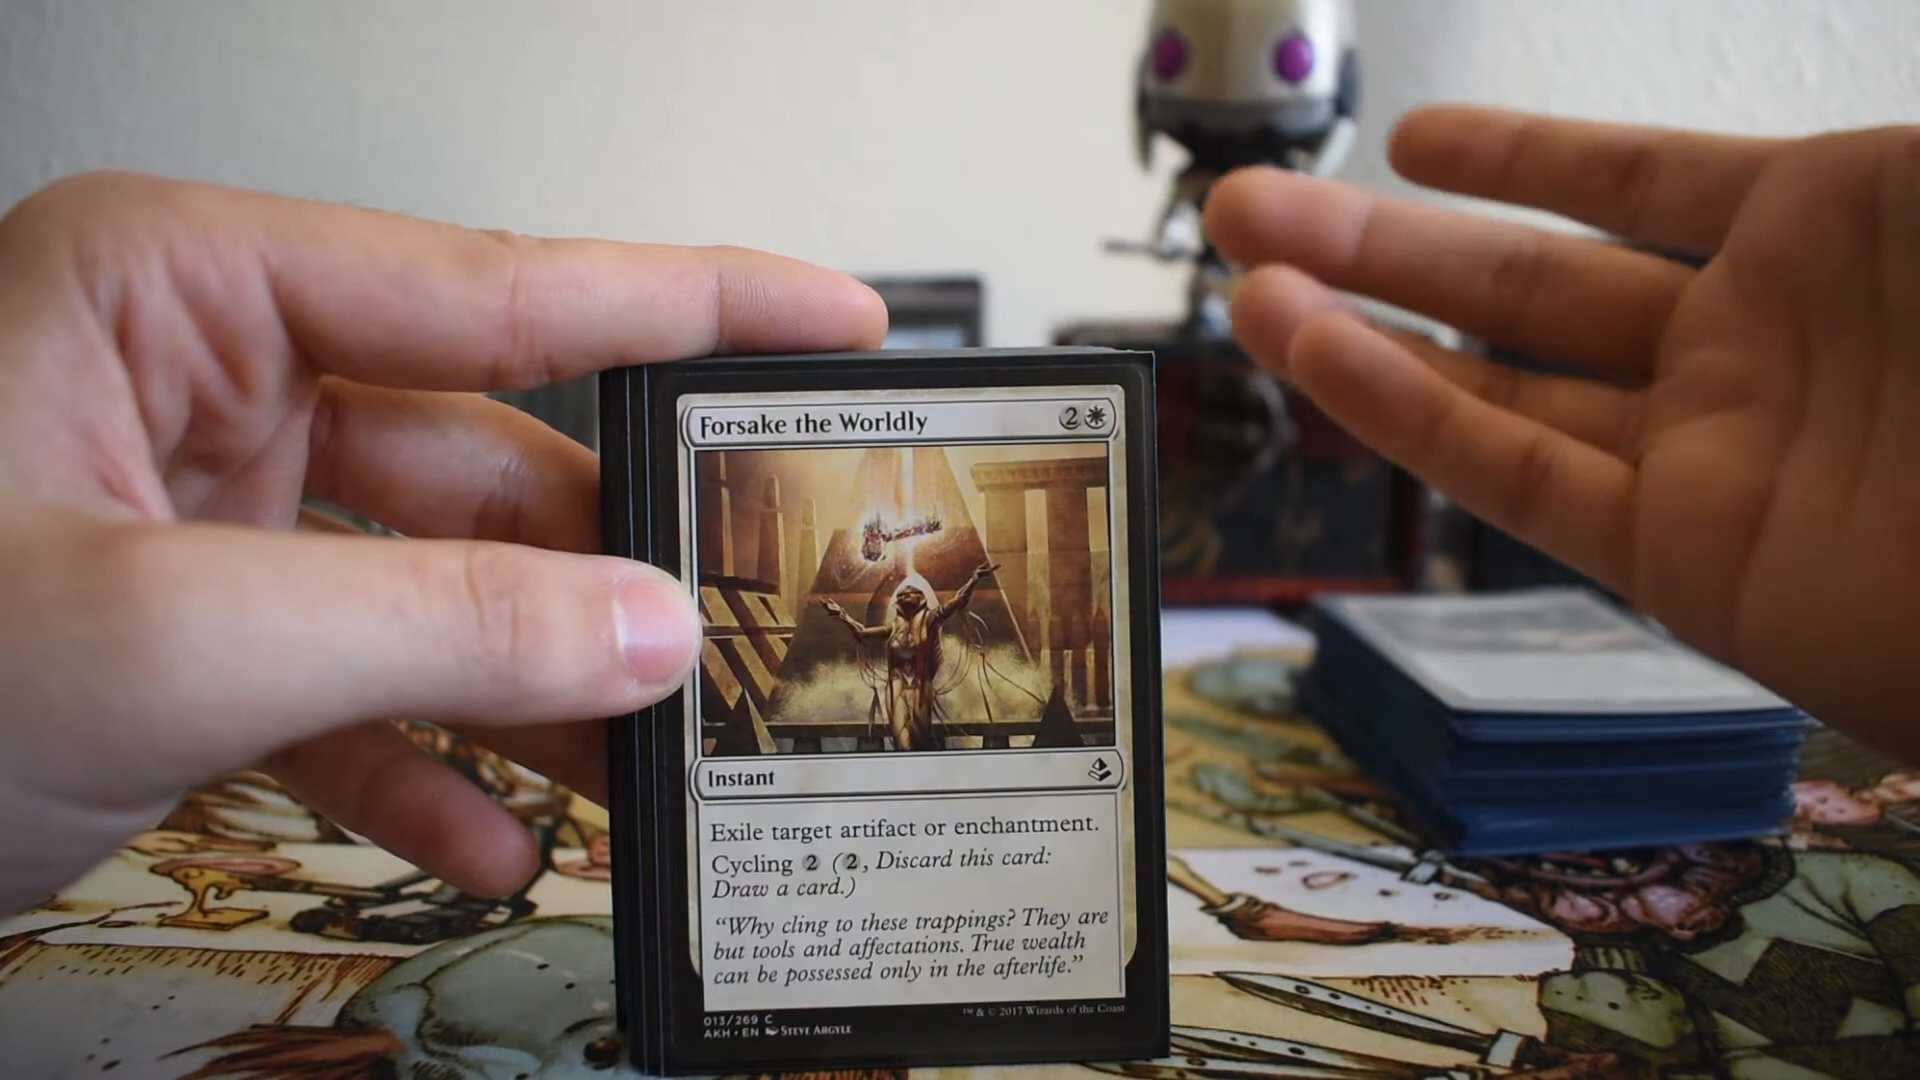 Forsake the Worldly 2
Instant
Exile target artifact or enchantment.
Cycling 2 (2, Discard this card:
Draw a card.)
“Why cling to these trappings? They are
but tools and affectations. True wealth
can be possessed only in the afterlife.”
013/269 C
AKH • EN STEVE ARGYLE
™ & © 2017 Wizards of the Coast